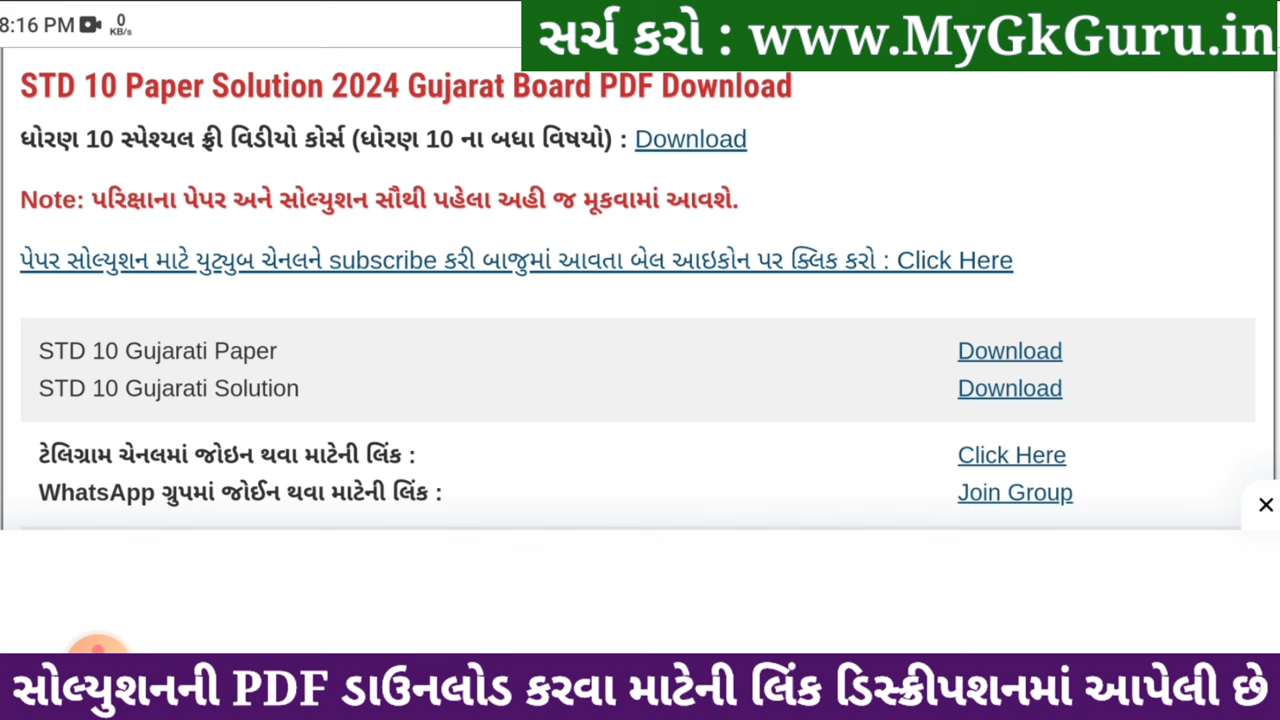 8:16 PM 0 KB/s
સર્ચ કરો : www.MyGkGuru.in
STD 10 Paper Solution 2024 Gujarat Board PDF Download
ધોરણ 10 સ્પેશ્યલ ફ્રી વિડીયો કોર્સ (ધોરણ 10 ના બધા વિષયો) : Download
Note: પરિક્ષાના પેપર અને સોલ્યુશન સૌથી પહેલા અહી જ મૂકવામાં આવશે.
પેપર સોલ્યુશન માટે યુટ્યુબ ચેનલને subscribe કરી બાજુમાં આવતા બેલ આઇકોન પર ક્લિક કરો : Click Here
STD 10 Gujarati Paper Download
STD 10 Gujarati Solution Download
ટેલિગ્રામ ચેનલમાં જોઇન થવા માટેની લિંક : Click Here
WhatsApp ગ્રુપમાં જોઈન થવા માટેની લિંક : Join Group
સોલ્યુશનની PDF ડાઉનલોડ કરવા માટેની લિંક ડિસ્ક્રીપશનમાં આપેલી છે